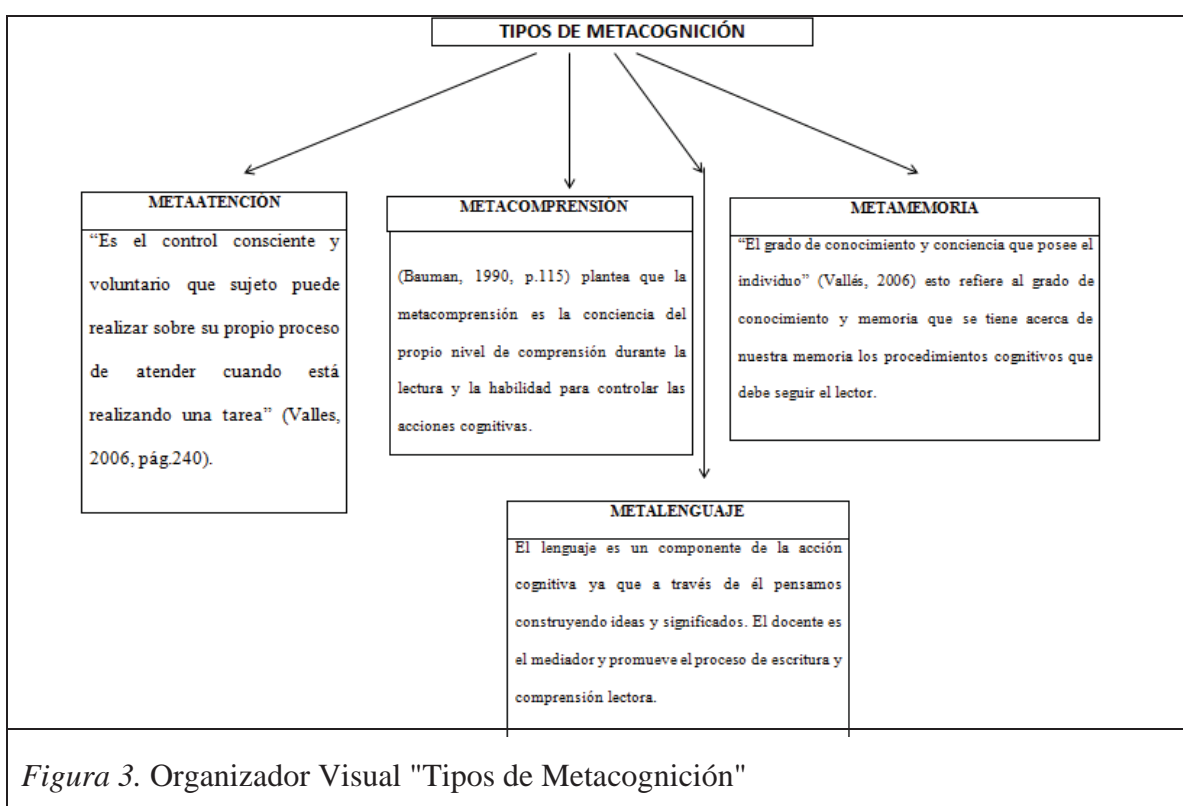 TIPOS DE METACOGNICIÓN
METAATENCIÓN
“Es el control consciente y
voluntario que sujeto puede
realizar sobre su propio proceso
de atender cuando está
realizando una tarea” (Valles,
2006, pág.240).
METACOMPRENSIÓN
(Bauman, 1990, p.115) plantea que la
metacomprensión es la conciencia del
propio nivel de comprensión durante la
lectura y la habilidad para controlar las
acciones cognitivas.
METAMEMORIA
“El grado de conocimiento y conciencia que posee el
individuo” (Vallés, 2006) esto refiere al grado de
conocimiento y memoria que se tiene acerca de
nuestra memoria los procedimientos cognitivos que
debe seguir el lector.
METALENGUAJE
El lenguaje es un componente de la acción
cognitiva ya que a través de él pensamos
construyendo ideas y significados. El docente es
el mediador y promueve el proceso de escritura y
comprensión lectora.
Figura 3. Organizador Visual "Tipos de Metacognición"